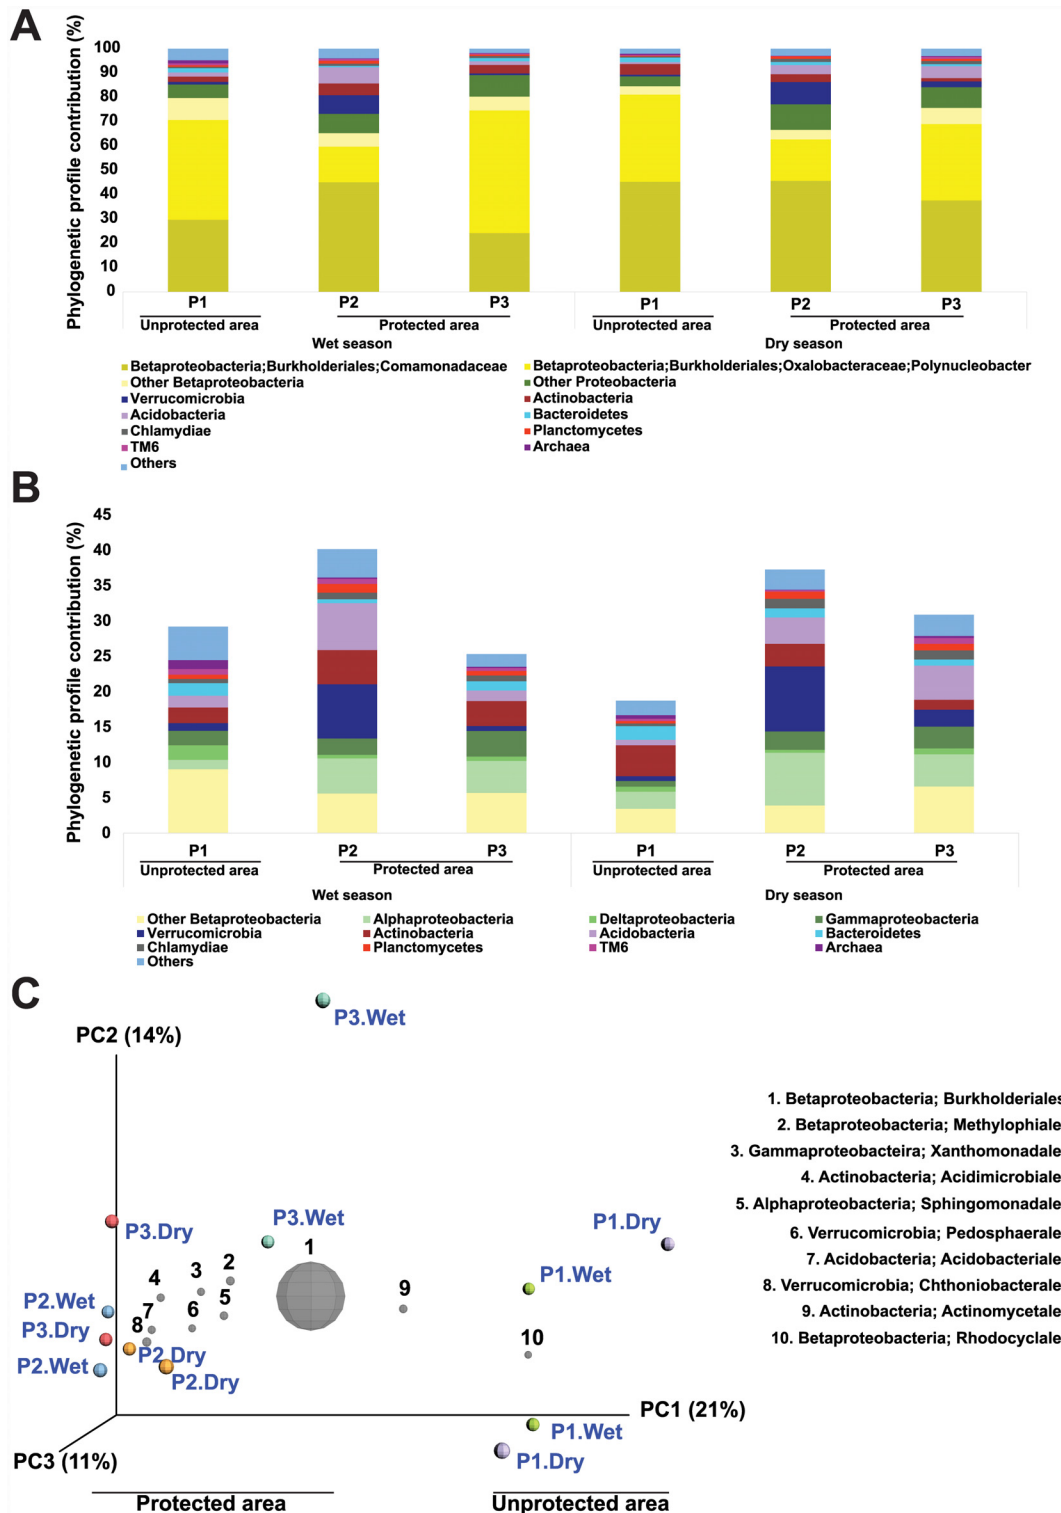 A
Phylogenetic profile contribution (%)
100
90
80
70
60
50
40
30
20
10
0
P1 P2 P3 P1 P2 P3
Unprotected area Protected area Unprotected area Protected area
Wet season Dry season
Betaproteobacteria;Burkholderiales;Comamonadaceae Betaproteobacteria;Burkholderiales;Oxalobacteraceae;Polynucleobacter
Other Betaproteobacteria Other Proteobacteria
Verrucomicrobia Actinobacteria
Acidobacteria Bacteroidetes
Chlamydiae Planctomycetes
TM6 Archaea
Others
B
Phylogenetic profile contribution (%)
45
40
35
30
25
20
15
10
5
0
P1 P2 P3 P1 P2 P3
Unprotected area Protected area Unprotected area Protected area
Wet season Dry season
Other Betaproteobacteria Alphaproteobacteria Deltaproteobacteria Gammaproteobacteria
Verrucomicrobia Actinobacteria Acidobacteria Bacteroidetes
Chlamydiae Planctomycetes TM6 Archaea
Others
C
P3.Wet
PC2 (14%)
1. Betaproteobacteria; Burkholderiales
2. Betaproteobacteria; Methylophiale
3. Gammaproteobacteira; Xanthomonadale
4. Actinobacteria; Acidimicrobiale
5. Alphaproteobacteria; Sphingomonadale
6. Verrucomicrobia; Pedosphaerale
7. Acidobacteria; Acidobacteriale
8. Verrucomicrobia; Chthoniobacterale
9. Actinobacteria; Actinomycetale
10. Betaproteobacteria; Rhodocyclale
P3.Dry P3.Wet P1.Dry
1
2
3
4
5
6
7
8
9
10
P1.Wet
P2.Wet
P3.Dry
P2.Dry
P2.Wet
P2.Dry
PC1 (21%)
P1.Wet
P1.Dry
PC3 (11%)
Protected area Unprotected area